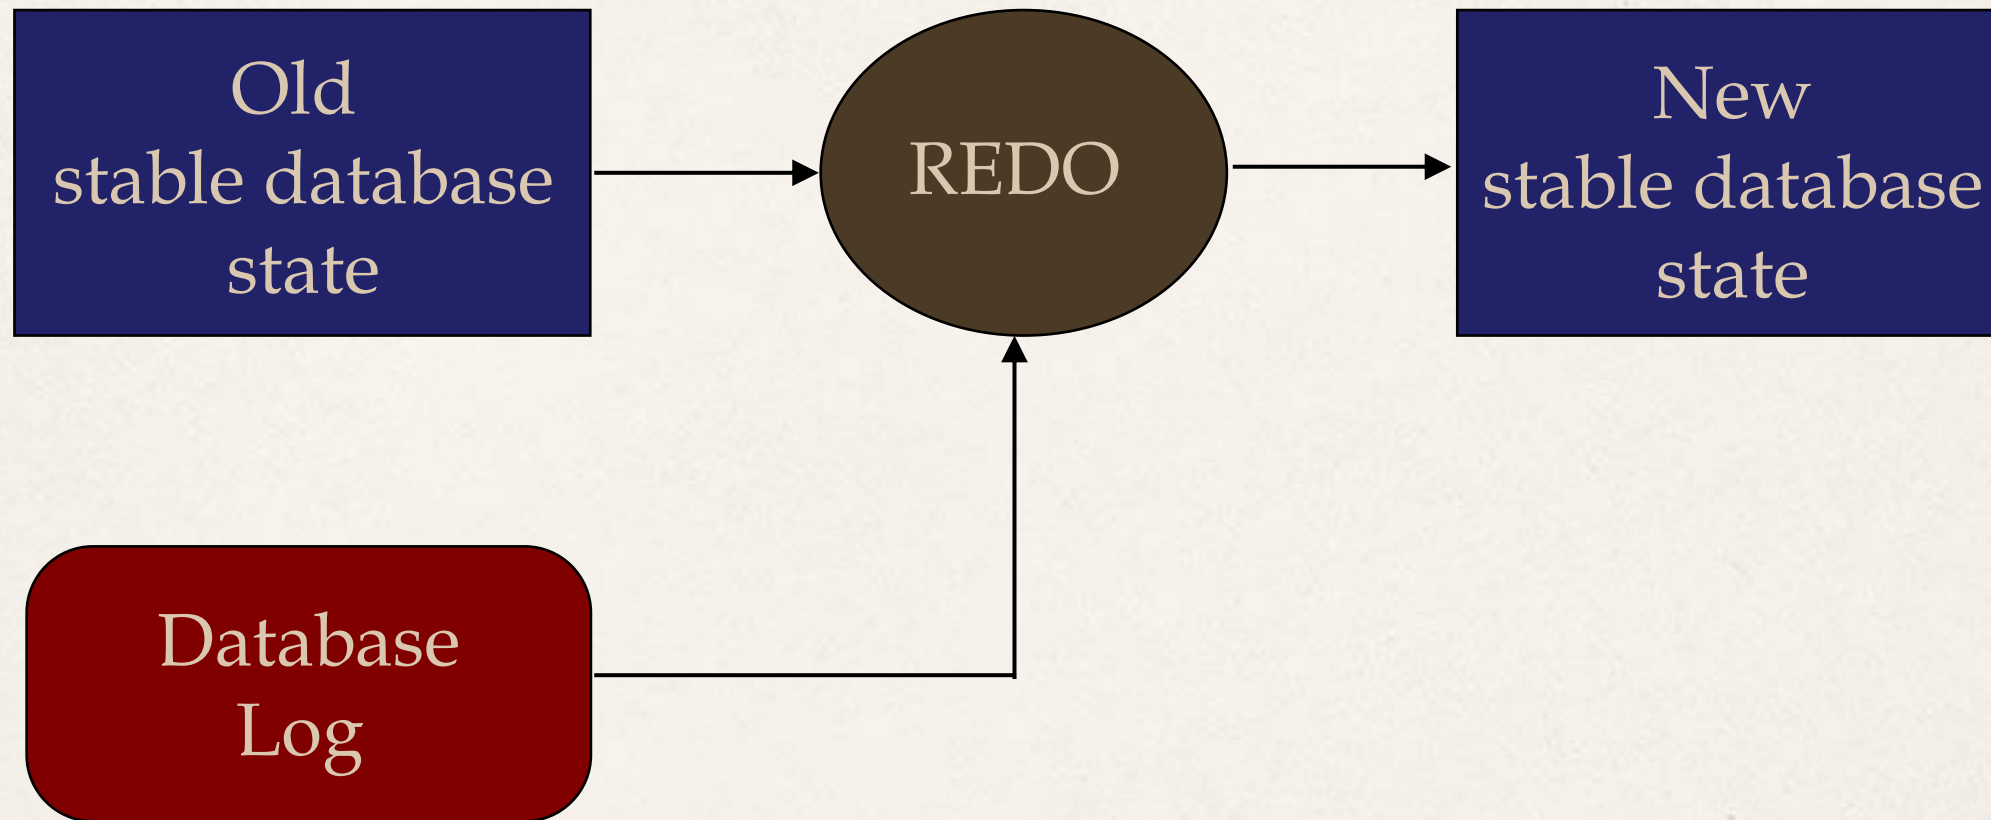 Old
stable database
state
REDO
New
stable database
state
Database
Log